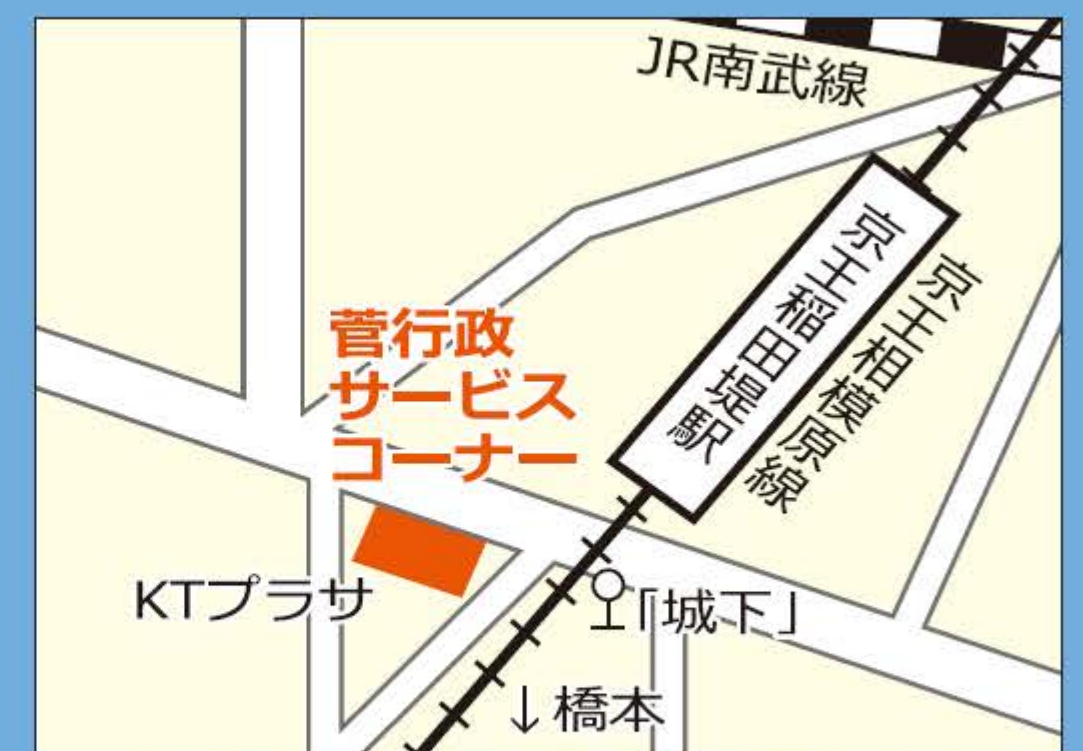 JR南武線
京王稲田堤駅
京王相模原線
菅行政
サービス
コーナー
KTプラサ
「城下」
↓橋本